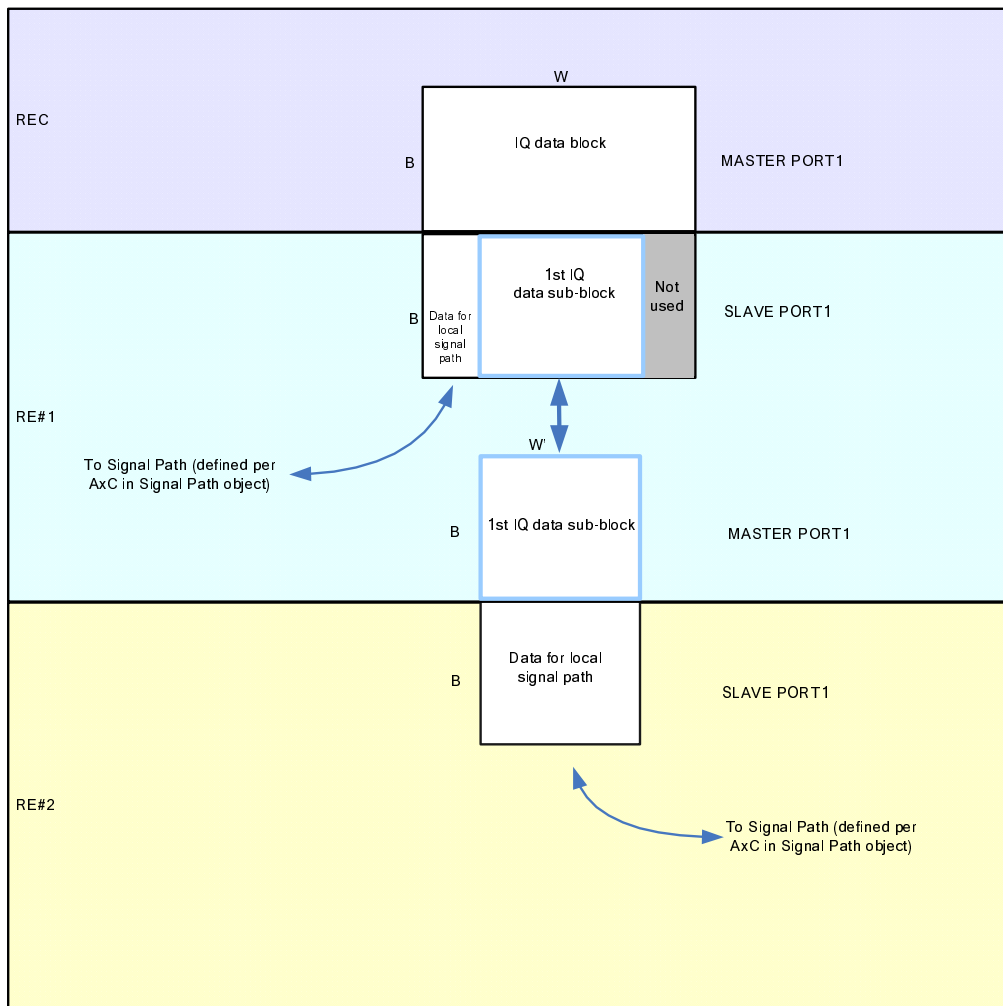 W
REC
IQ data block
B
MASTER PORT1
1st IQ
data sub-block
Not
used
B
Data for
local
signal
path
SLAVE PORT1
RE#1
W'
To Signal Path (defined per
AxC in Signal Path object)
1st IQ data sub-block
B
MASTER PORT1
Data for local
signal path
B
SLAVE PORT1
RE#2
To Signal Path (defined per
AxC in Signal Path object)